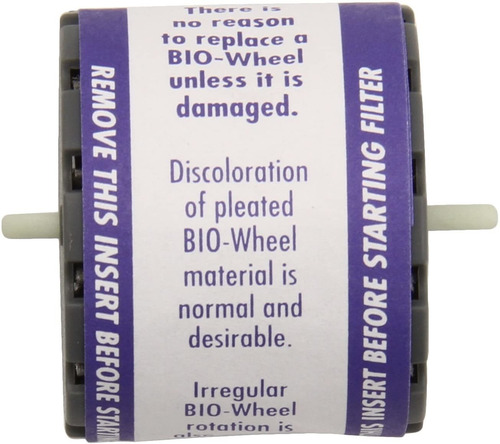 There is
no reason
to replace a
BIO-Wheel
unless it is
damaged.
Discoloration
of pleated
BIO-Wheel
material is
normal and
desirable.
Irregular
BIO-Wheel
rotation is
REMOVE THIS INSERT BEFORE
INSERT BEFORE STARTING FILTER